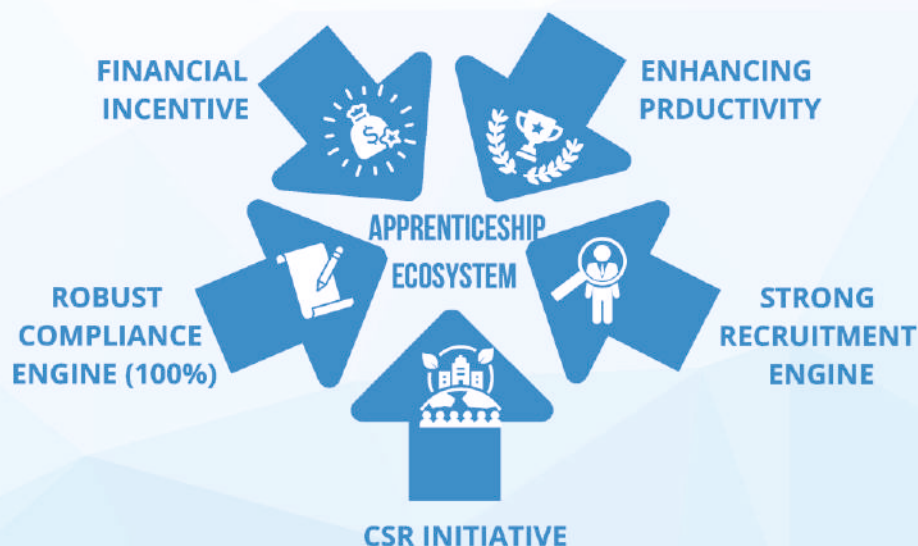 FINANCIAL
INCENTIVE
ENHANCING
PRDUCTIVITY
APPRENTICESHIP
ECOSYSTEM
ROBUST
COMPLIANCE
ENGINE (100%)
STRONG
RECRUITMENT
ENGINE
CSR INITIATIVE